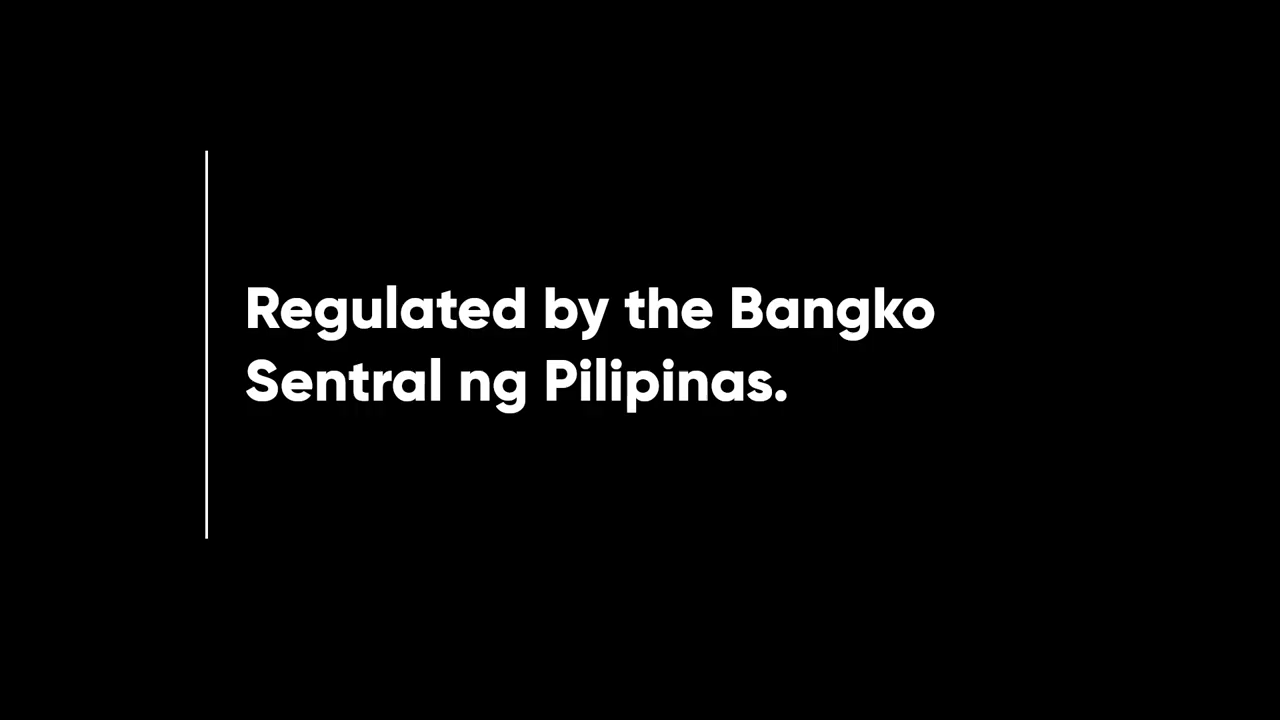 Regulated by the Bangko
Sentral ng Pilipinas.